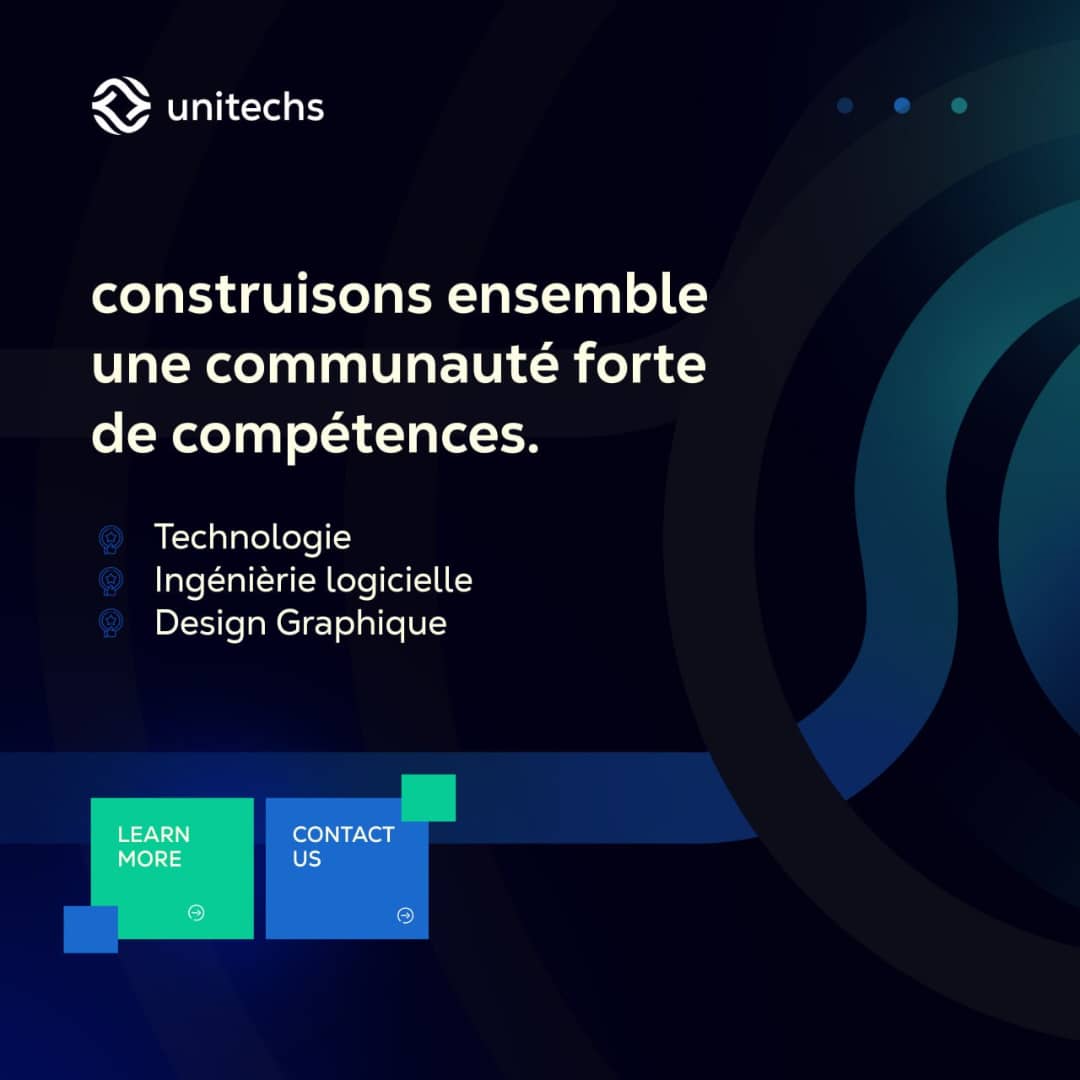 unitechs
construisons ensemble
une communauté forte
de compétences.
Technologie
Ingénièrie logicielle
Design Graphique
LEARN
MORE
CONTACT
US